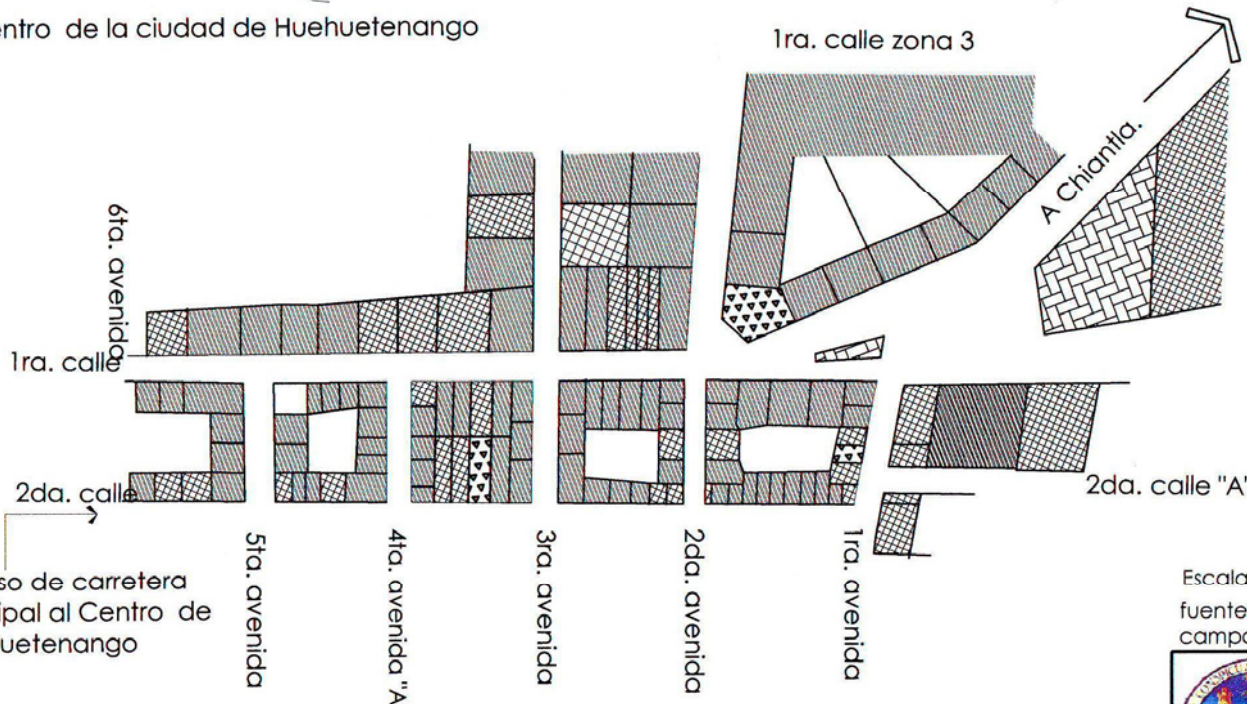 entro de la ciudad de Huehuetenango
1ra. calle zona 3
A Chiantla.
6ta. avenida
1ra. calle
2da. calle
2da. calle "A"
5ta. avenida
4ta. avenida "A
3ra. avenida
2da. avenida
1ra. avenida
so de carretera
ipal al Centro de
uetenango
Escala
fuente
campo